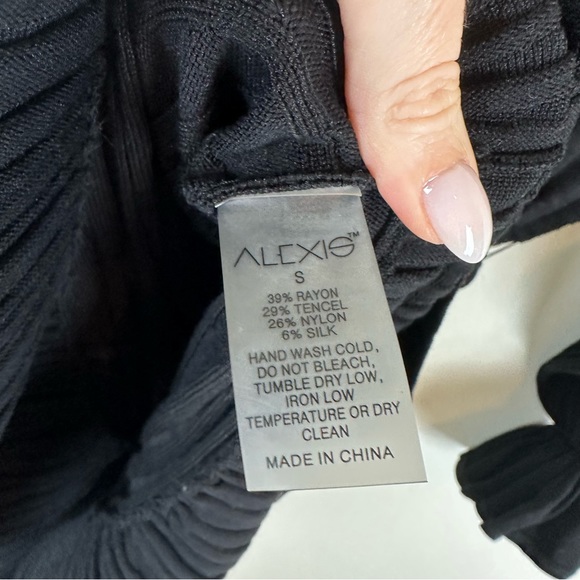 ALEXIS™
S
39% RAYON
29% TENCEL
26% NYLON
6% SILK
HAND WASH COLD,
DO NOT BLEACH,
TUMBLE DRY LOW,
IRON LOW
TEMPERATURE OR DRY
CLEAN
MADE IN CHINA